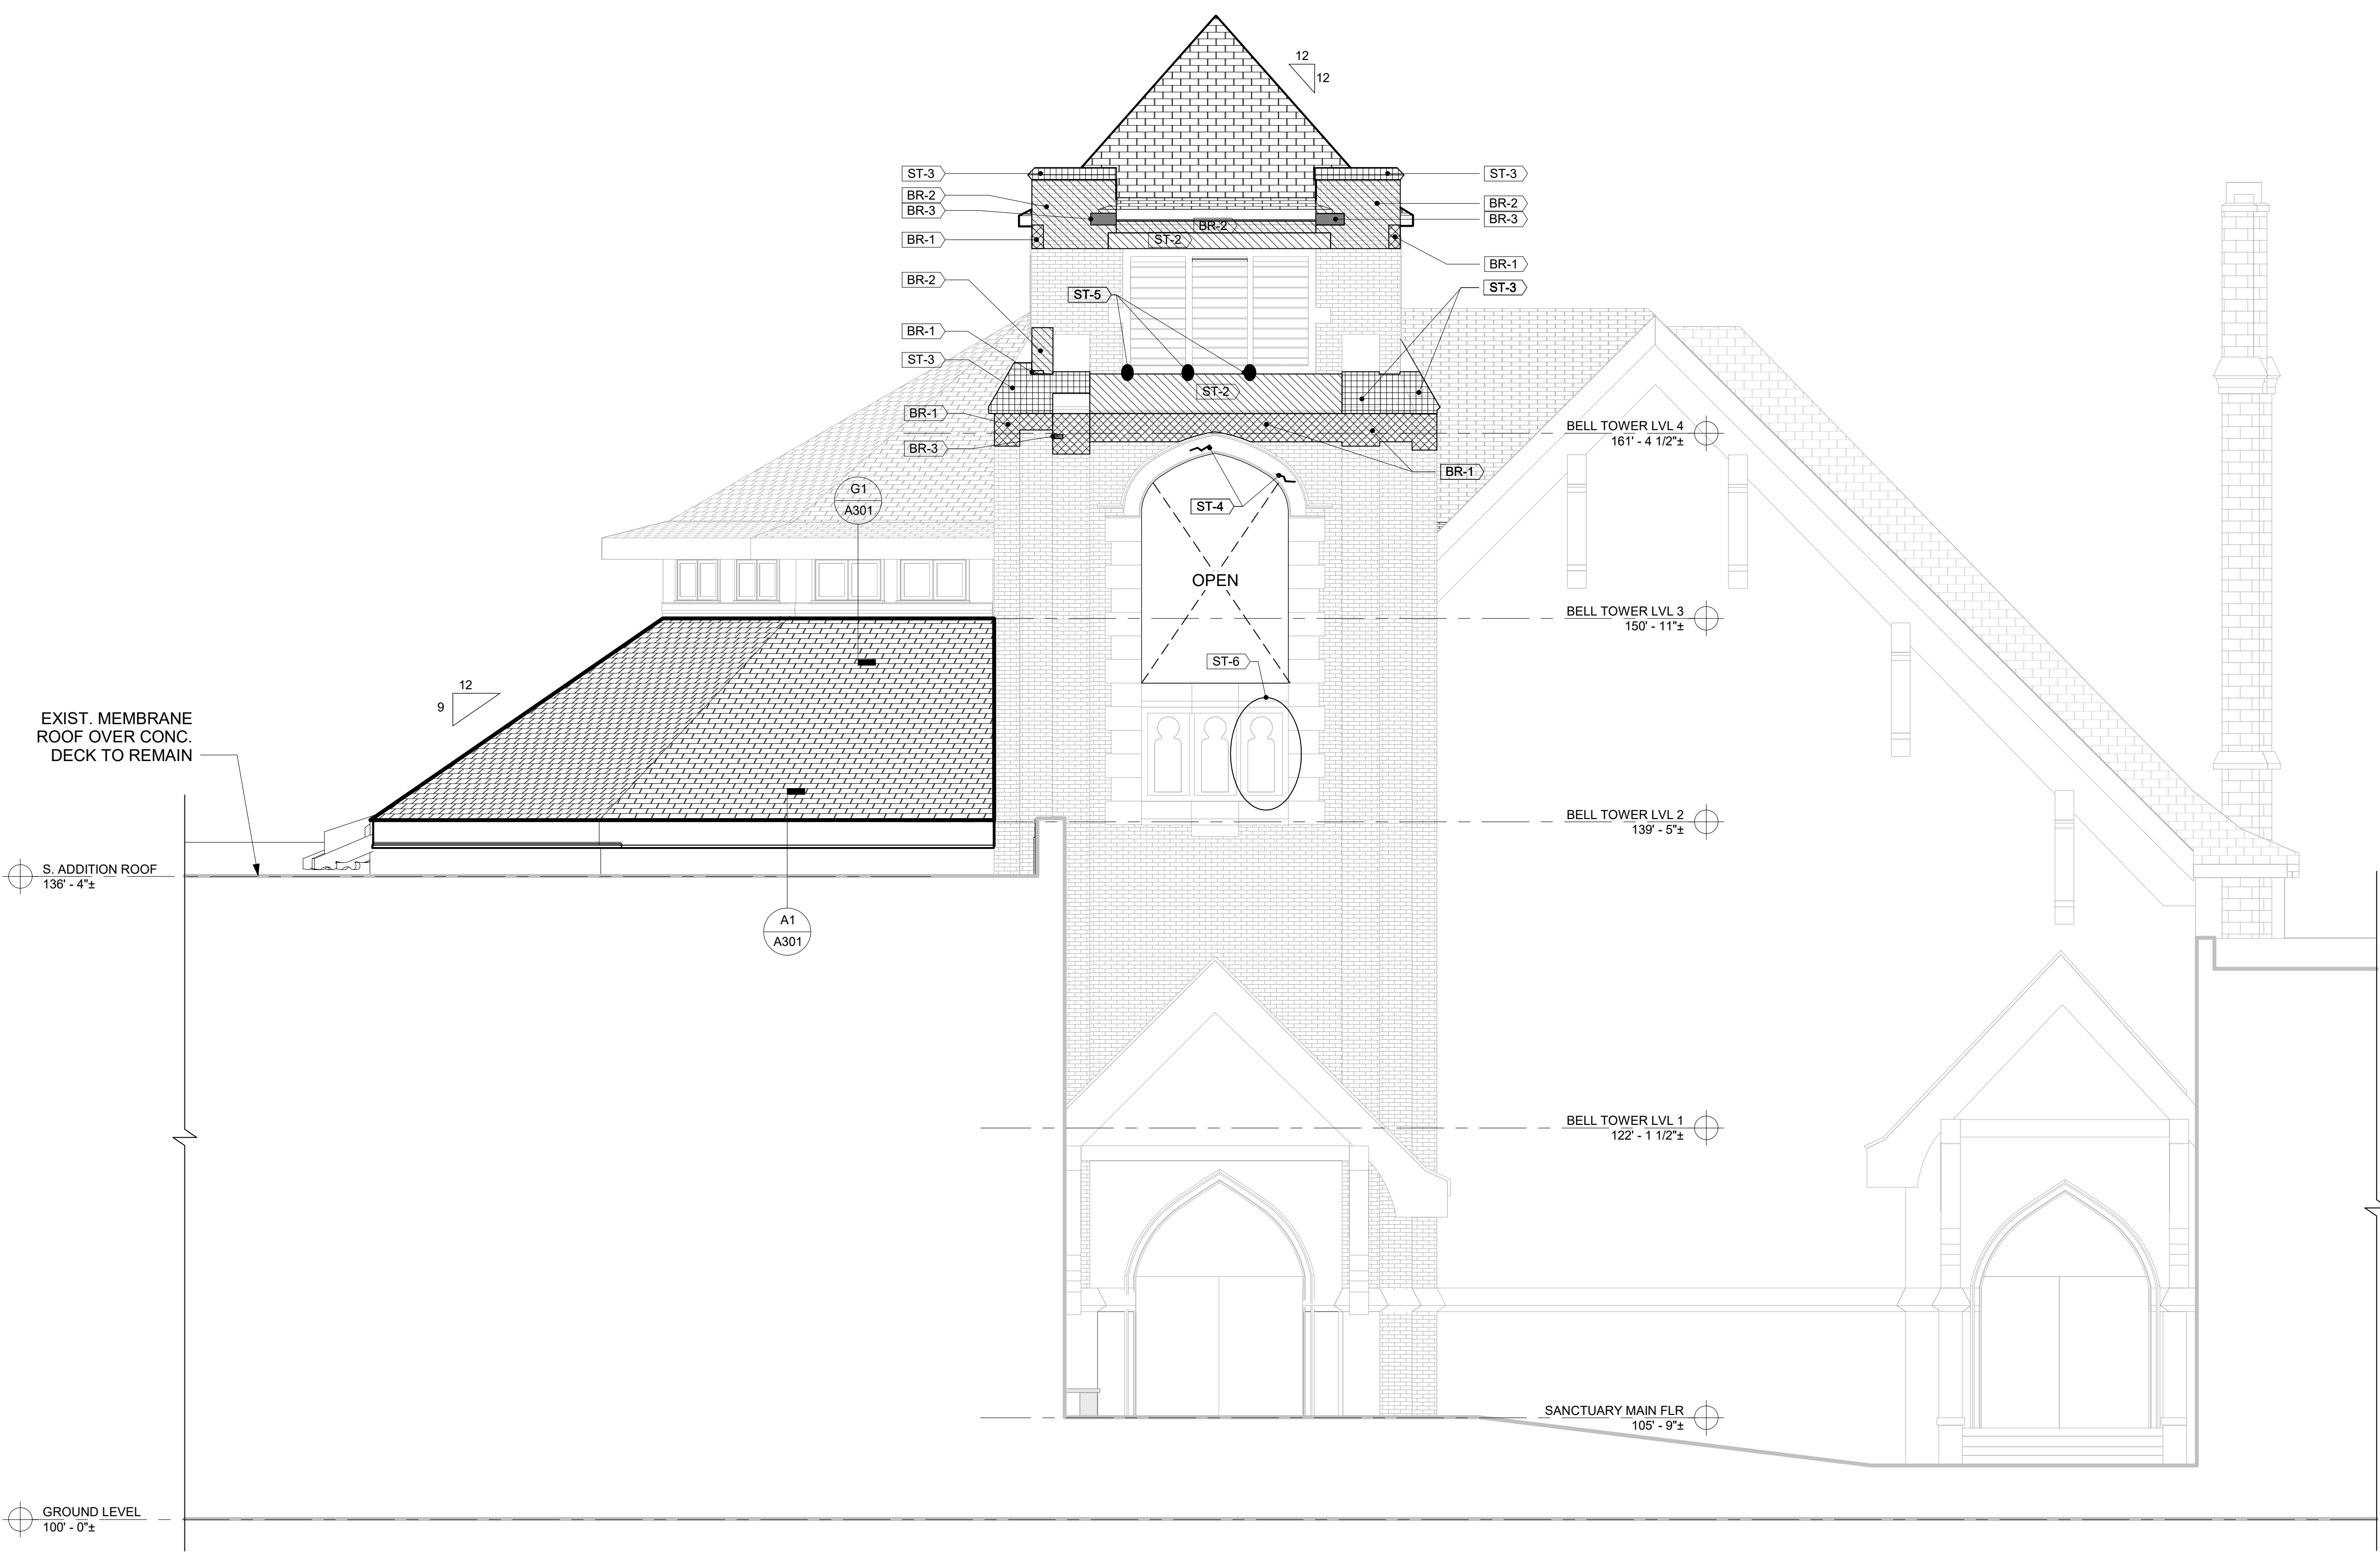 12
12
ST-3
ST-3
BR-2
BR-3
BR-2
BR-3
BR-2
BR-1
ST-2
BR-1
BR-2
ST-5
ST-3
BR-1
ST-3
ST-2
BR-1
BELL TOWER LVL 4
161' - 4 1/2"±
BR-3
BR-1
G1
A301
ST-4
OPEN
BELL TOWER LVL 3
150' - 11"±
ST-6
12
9
EXIST. MEMBRANE
ROOF OVER CONC.
DECK TO REMAIN
BELL TOWER LVL 2
139' - 5"±
S. ADDITION ROOF
136' - 4"±
A1
A301
BELL TOWER LVL 1
122' - 1 1/2"±
SANCTUARY MAIN FLR
105' - 9"±
GROUND LEVEL
100' - 0"±